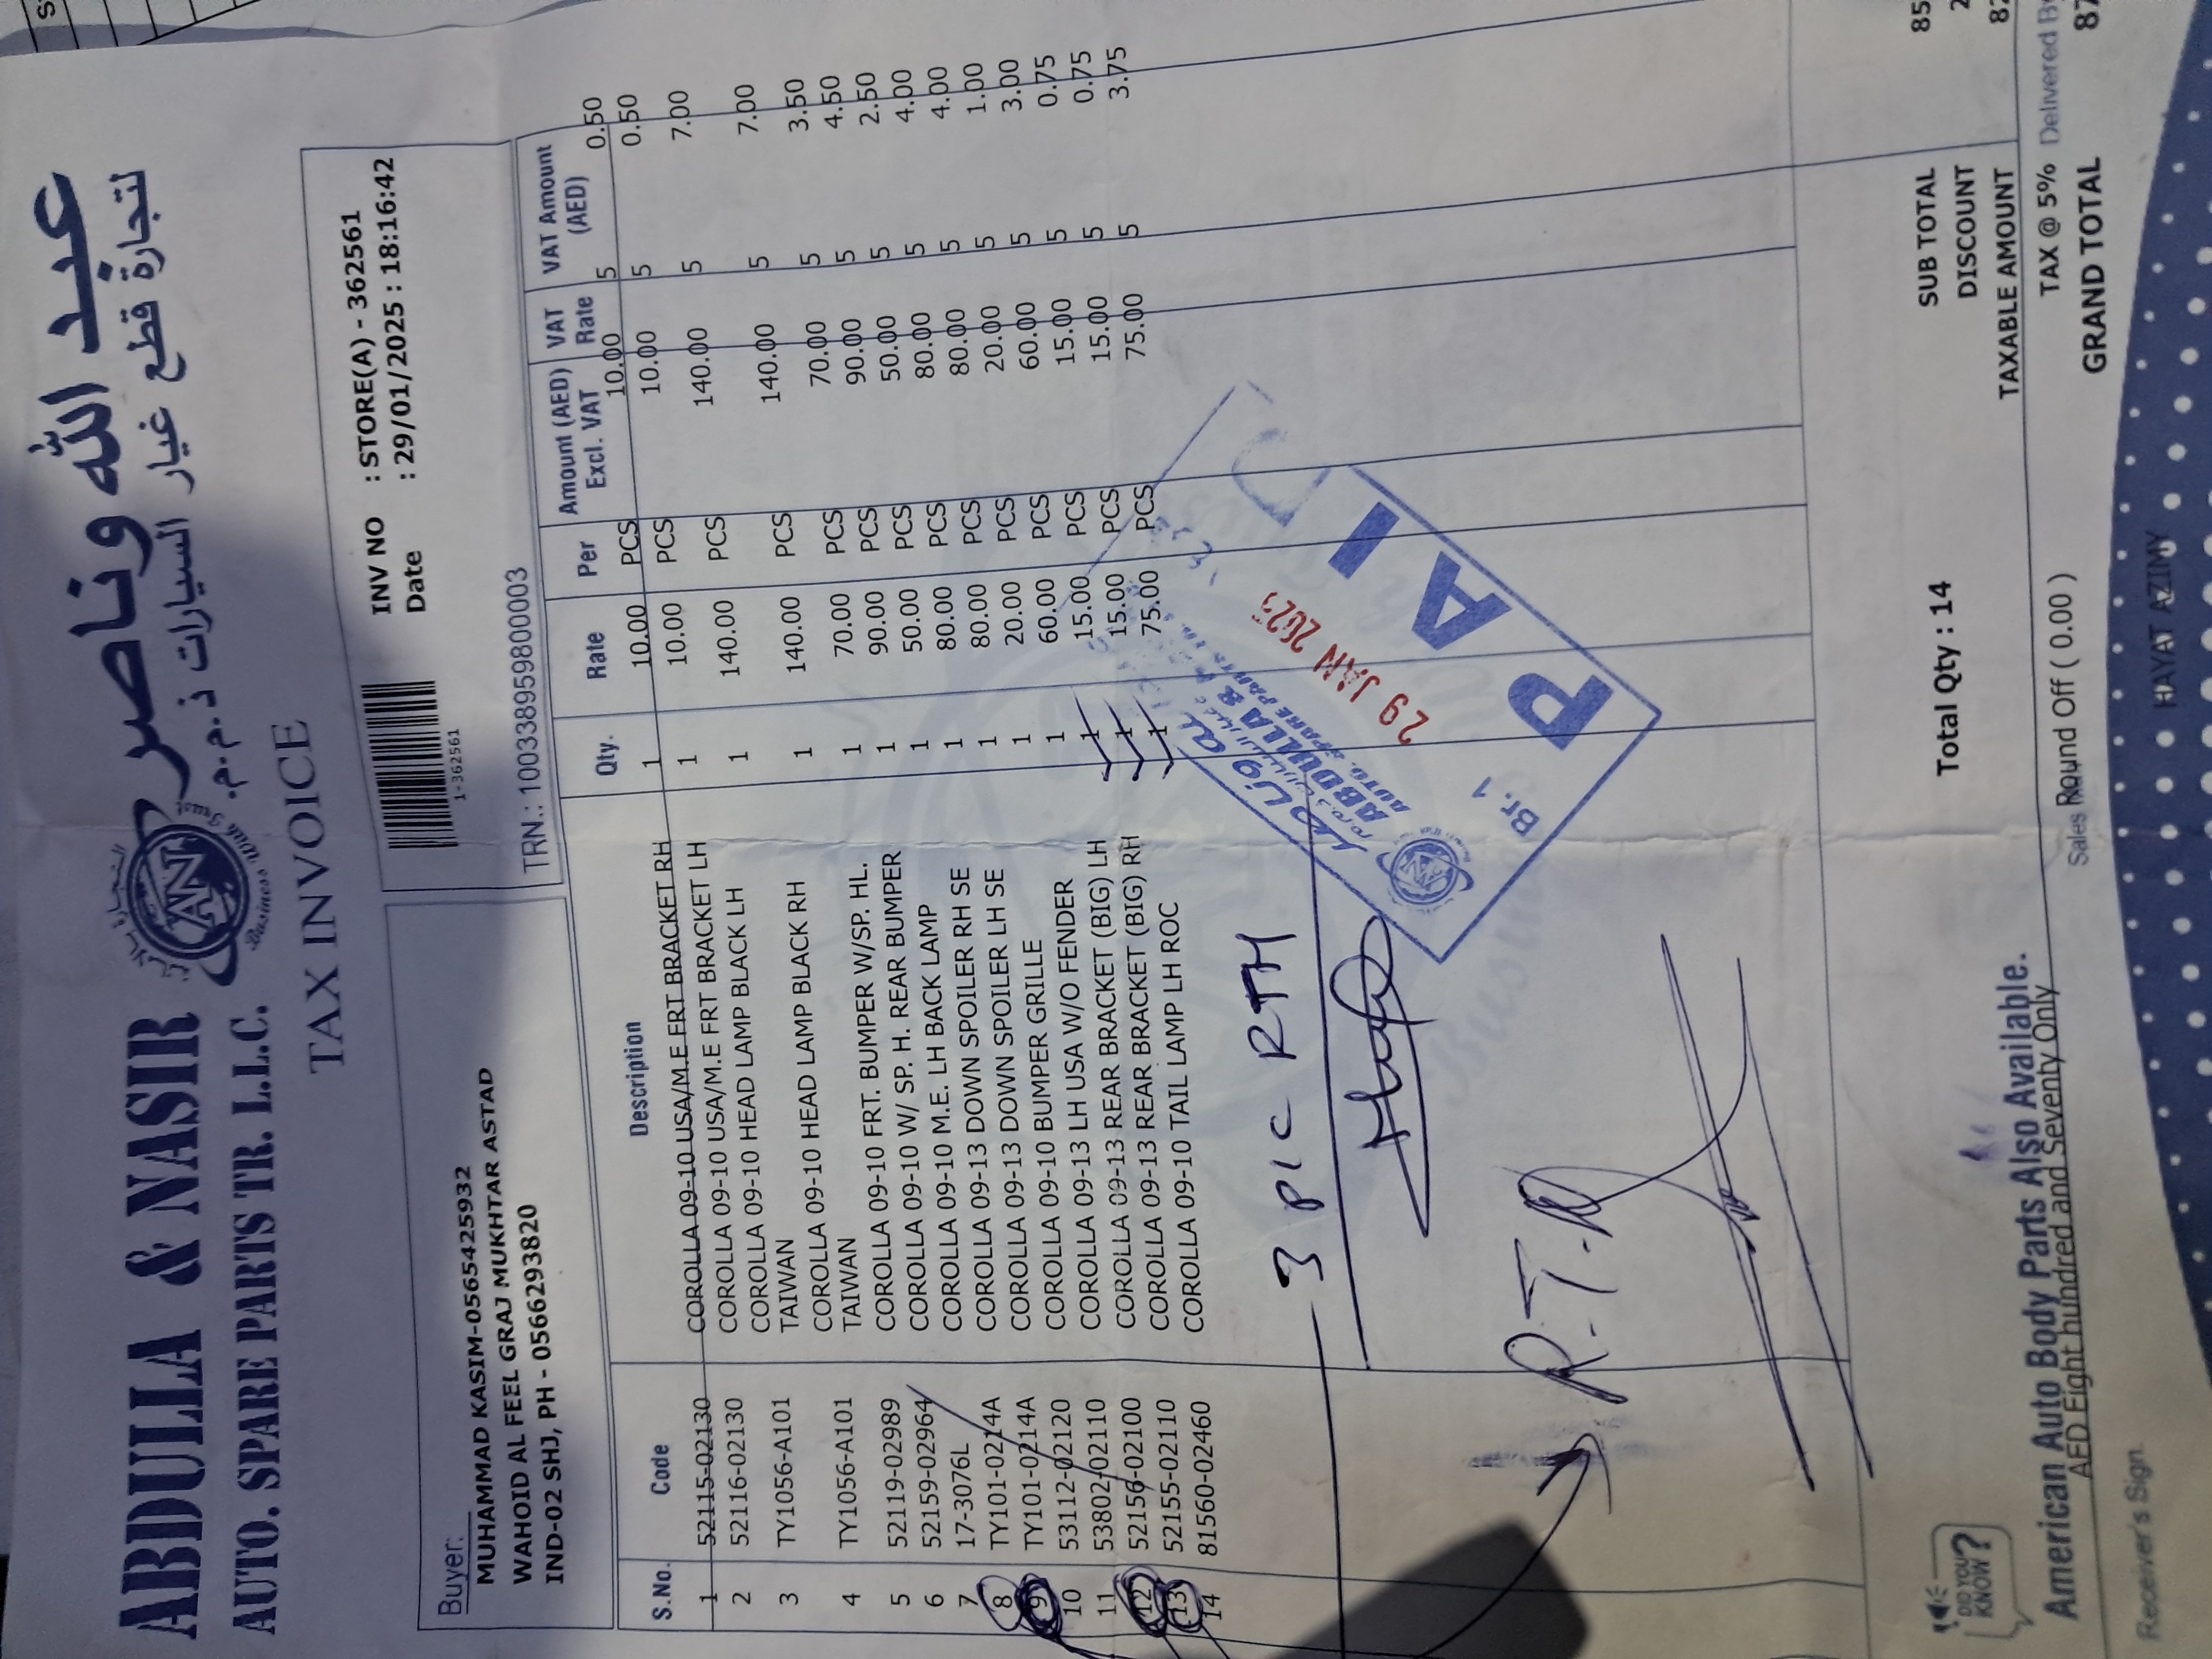 عبد الله وناصر
لتجارة قطع غيار السيارات ذ.م.م.
ABDULLA & NASIR
AUTO. SPARE PARTS TR. L.L.C.
AN
Business With Trust
TAX INVOICE
Buyer:
MUHAMMAD KASIM-0565425932
WAHOID AL FEEL GRAJ MUKHTAR ASTAD
IND-02 SHJ, PH - 0566293820
1-362561
INV NO : STORE(A) - 362561
Date : 29/01/2025 : 18:16:42
TRN.: 100338959800003
S.No. Code Description Qty. Rate Per Amount (AED) Excl. VAT VAT Rate VAT Amount (AED)
1 52115-02130 COROLLA 09-10 USA/M.E FRT BRACKET RH 1 10.00 PCS 10.00 5 0.50
2 52116-02130 COROLLA 09-10 USA/M.E FRT BRACKET LH 1 10.00 PCS 10.00 5 0.50
3 TY1056-A101 COROLLA 09-10 HEAD LAMP BLACK LH 1 140.00 PCS 140.00 5 7.00
TAIWAN
4 TY1056-A101 COROLLA 09-10 HEAD LAMP BLACK RH 1 140.00 PCS 140.00 5 7.00
TAIWAN
5 52119-02989 COROLLA 09-10 FRT. BUMPER W/SP. HL. 1 70.00 PCS 70.00 5 3.50
6 52159-02964 COROLLA 09-10 W/ SP. H. REAR BUMPER 1 90.00 PCS 90.00 5 4.50
7 17-3076L COROLLA 09-10 M.E. LH BACK LAMP 1 50.00 PCS 50.00 5 2.50
8 TY101-0214A COROLLA 09-13 DOWN SPOILER RH SE 1 80.00 PCS 80.00 5 4.00
9 TY101-0214A COROLLA 09-13 DOWN SPOILER LH SE 1 80.00 PCS 80.00 5 4.00
10 53112-02120 COROLLA 09-10 BUMPER GRILLE 1 20.00 PCS 20.00 5 1.00
11 53802-02110 COROLLA 09-13 LH USA W/O FENDER 1 60.00 PCS 60.00 5 3.00
12 52156-02100 COROLLA 09-13 REAR BRACKET (BIG) LH 1 15.00 PCS 15.00 5 0.75
13 52155-02110 COROLLA 09-13 REAR BRACKET (BIG) RH 1 15.00 PCS 15.00 5 0.75
14 81560-02460 COROLLA 09-10 TAIL LAMP LH ROC 1 75.00 PCS 75.00 5 3.75
3 PIC RTH
ABDULLA &
AUTO. SPARE PARTS
29 JAN 202
Br. 1
PAID
R.T.
DID YOU
KNOW?
American Auto Body Parts Also Available.
Total Qty : 14
SUB TOTAL 85
DISCOUNT 2
TAXABLE AMOUNT 82
AED Eight hundred and Seventy Only
Round Off ( 0.00 )
TAX @ 5%
GRAND TOTAL 87
Receiver's Sign.
Sales
Delivered By
HAYAT AZIMY